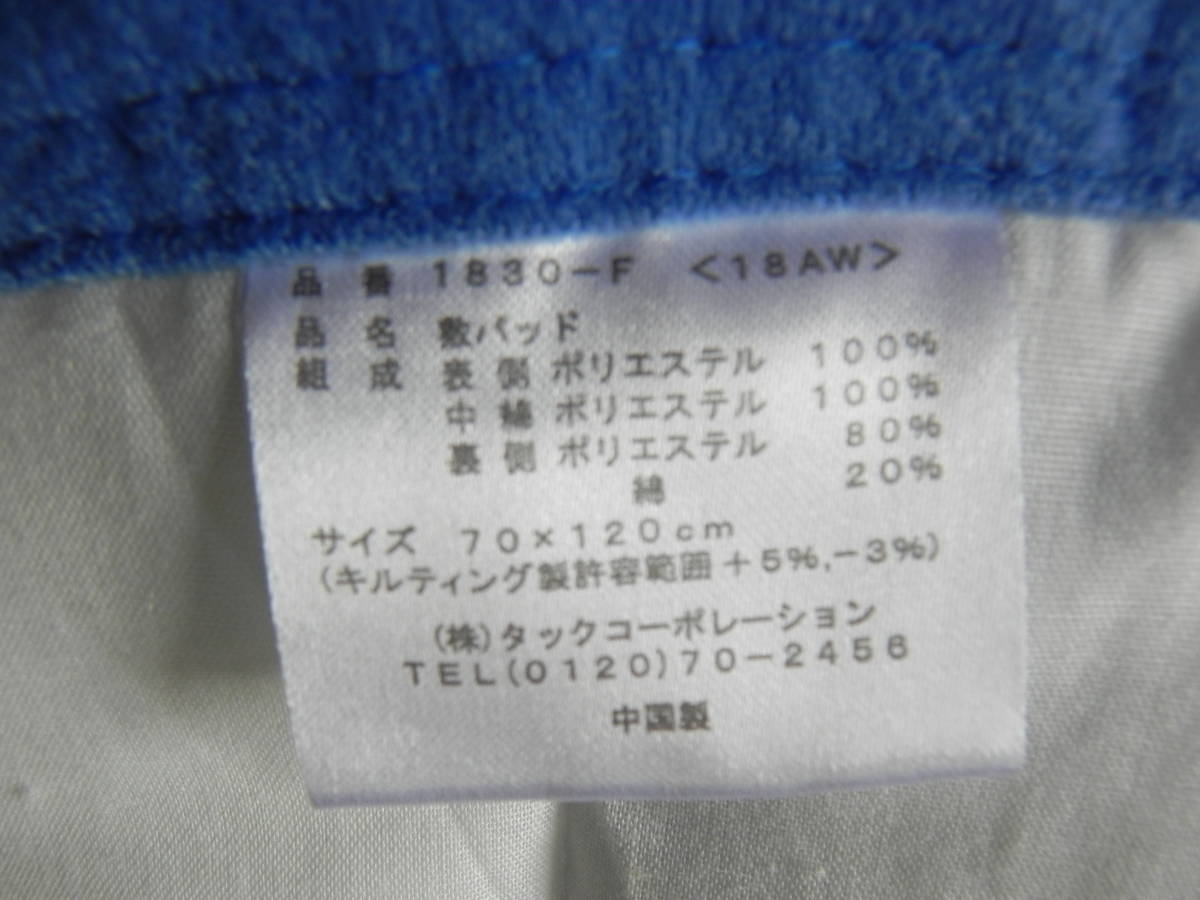 品 番 1830-F <18AW>
品 名 敷パッド
組 成 表 側 ポリエステル 100%
中 綿 ポリエステル 100%
裏 側 ポリエステル 80%
綿 20%
サイズ 70×120cm
(キルティング製許容範囲+5%,-3%)
(株)タックコーポレーション
TEL(0120)70-2456
中国製